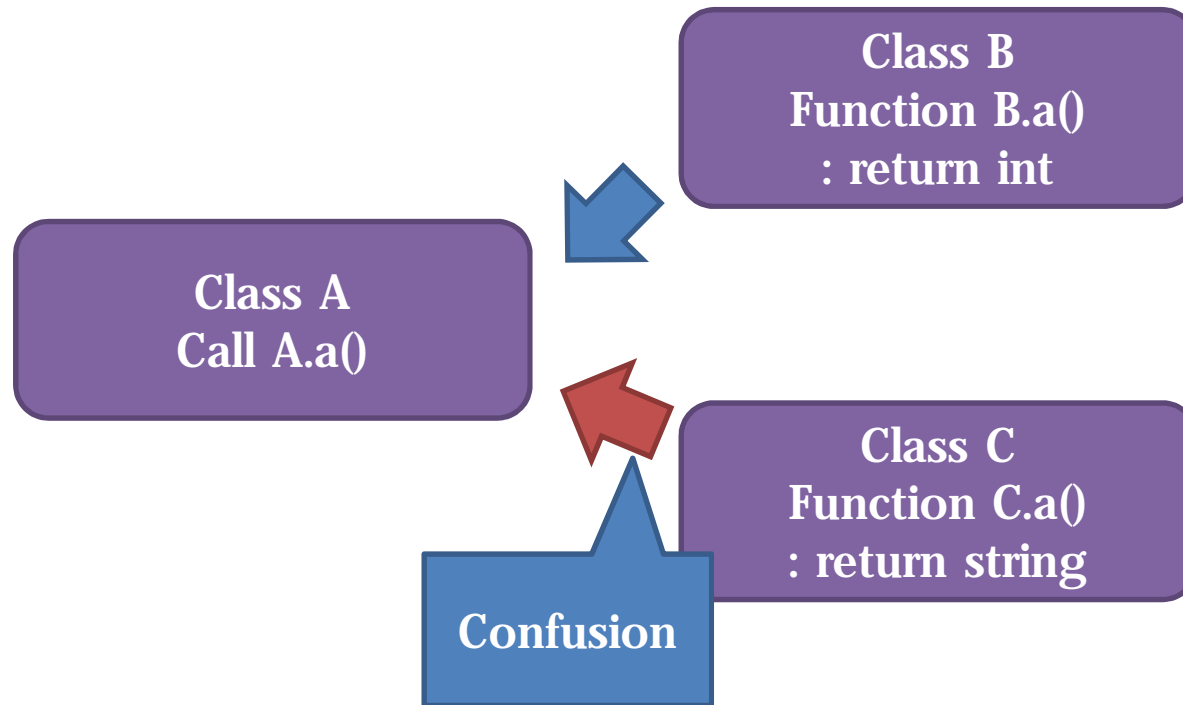 Class B
Function B.a()
: return int
Class A
Call A.a()
Class C
Function C.a()
: return string
Confusion